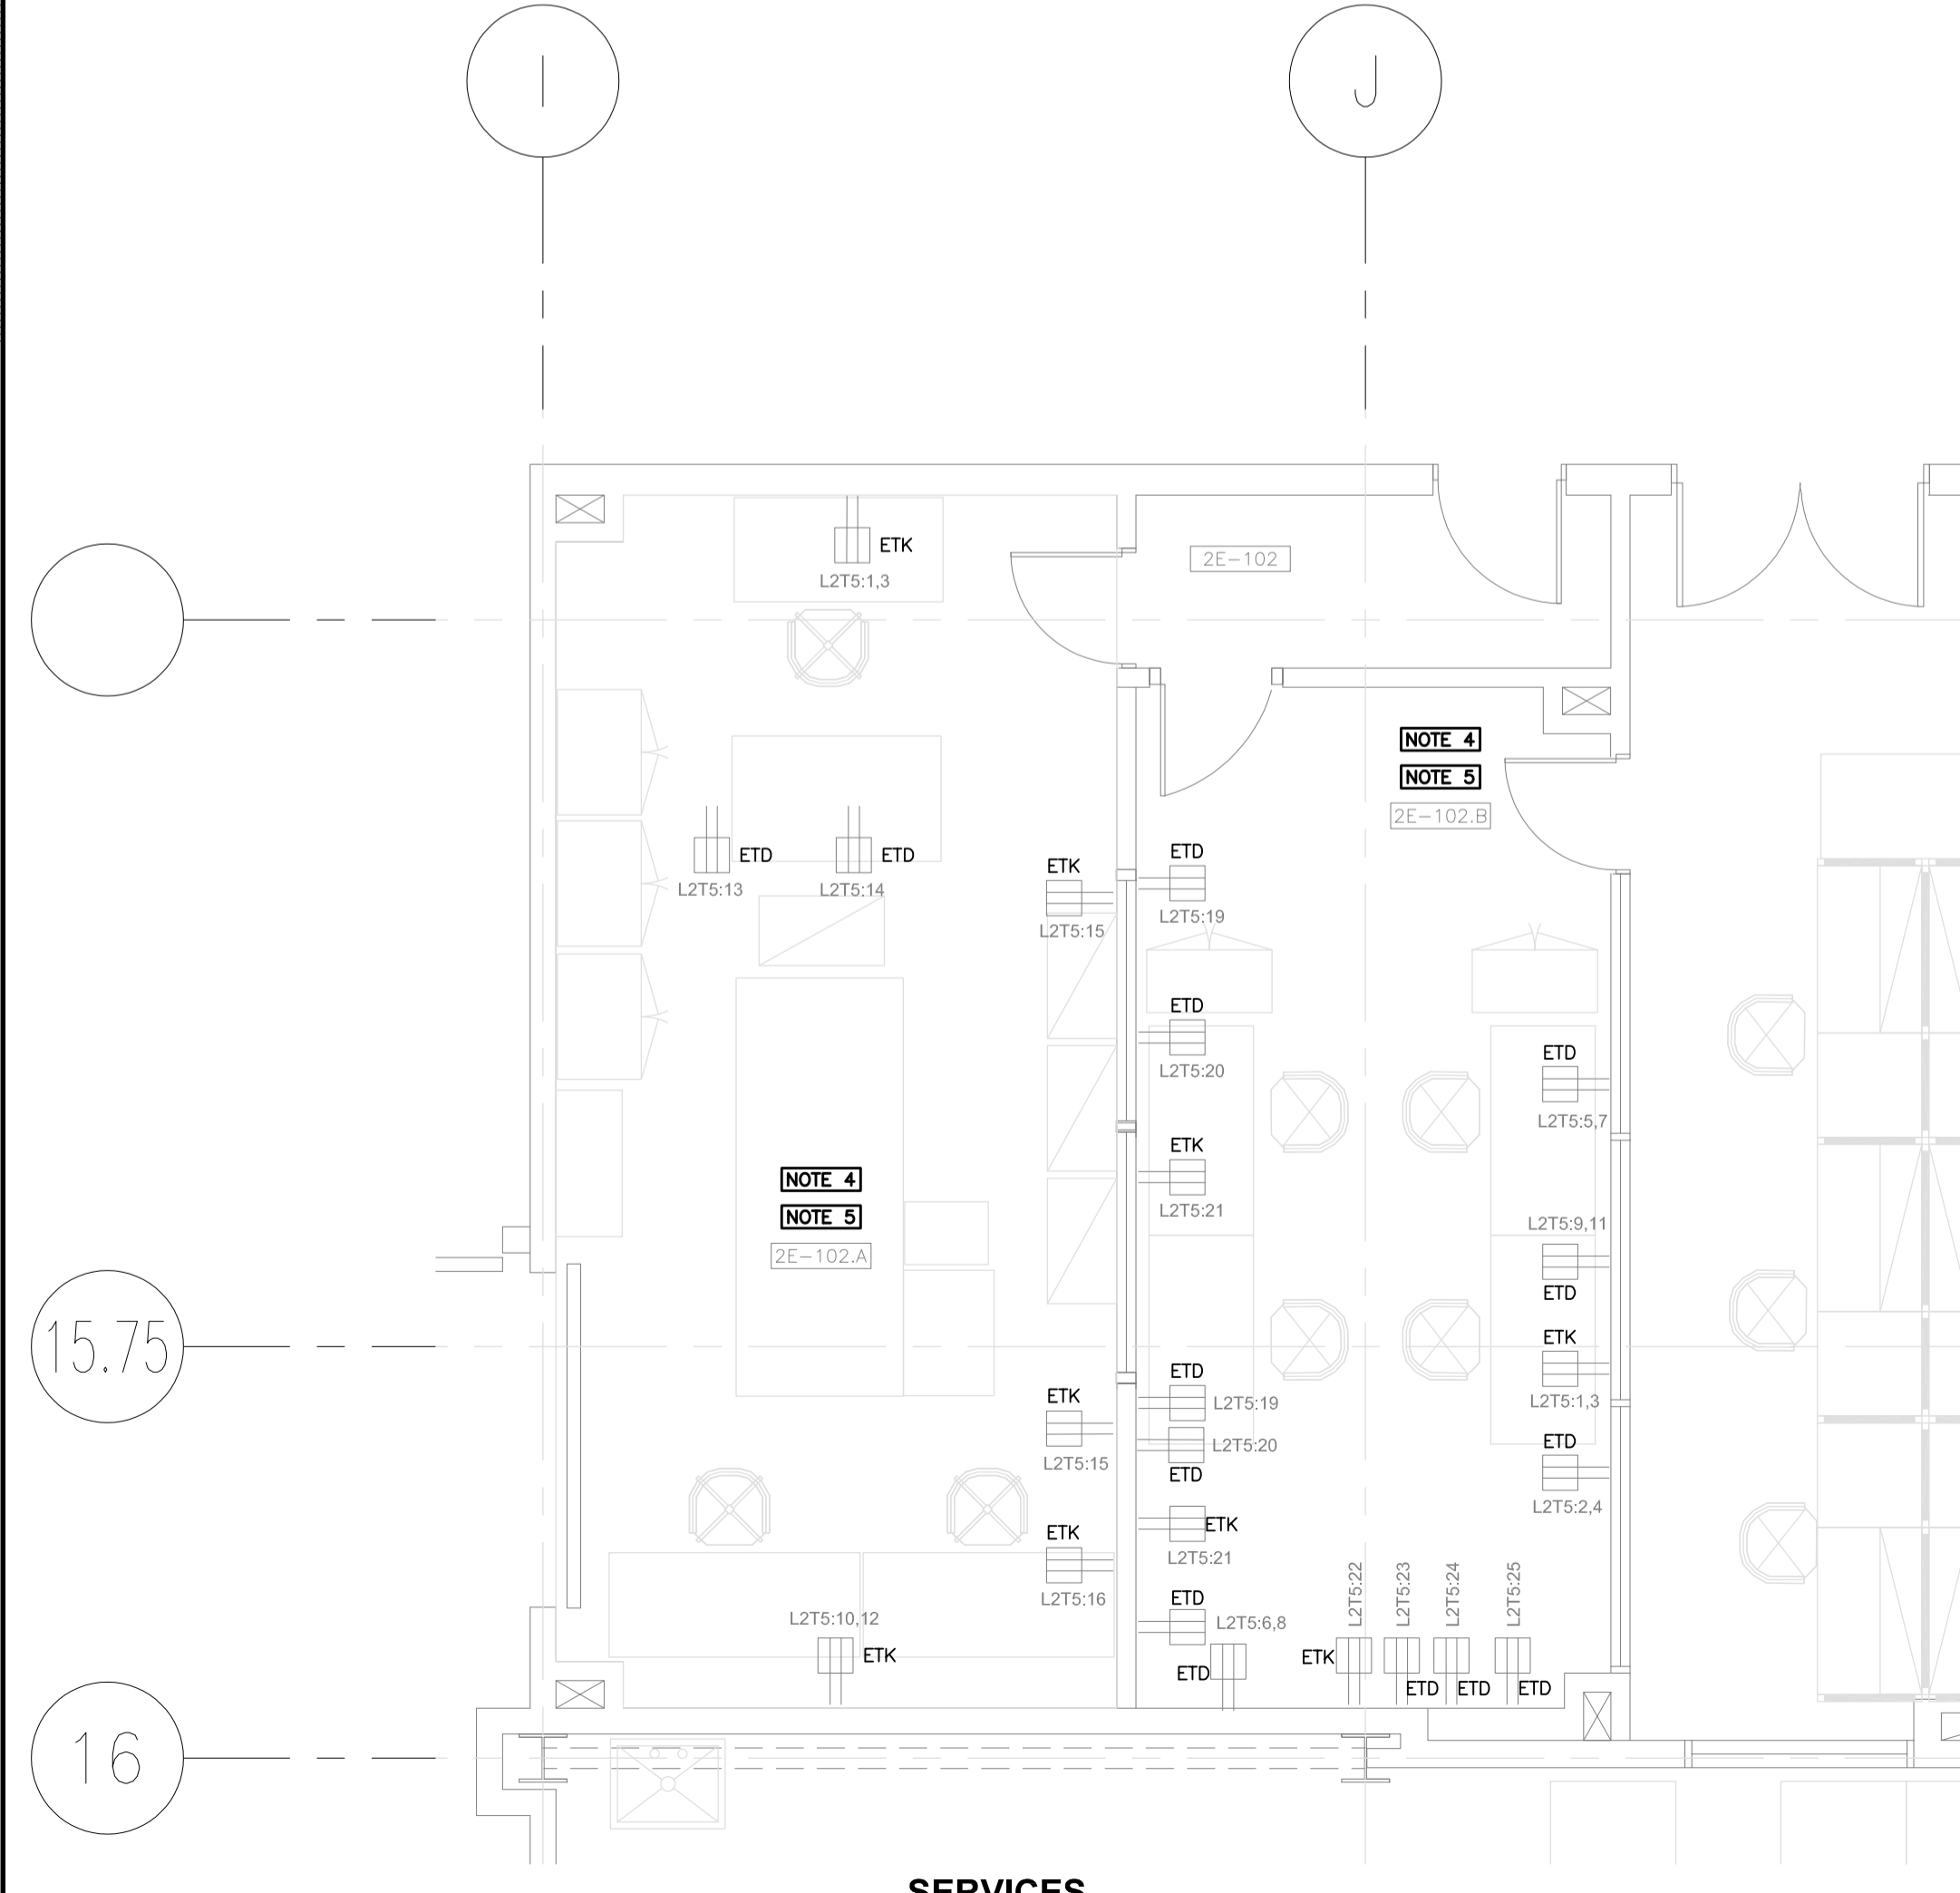 I
J
ETK
L2T5:1,3
2E-102
NOTE 4
NOTE 5
2E-102.B
ETD
L2T5:13
ETD
L2T5:14
ETK
L2T5:15
ETD
L2T5:19
ETD
L2T5:20
ETD
L2T5:5,7
ETK
L2T5:21
NOTE 4
NOTE 5
2E-102.A
L2T5:9,11
ETD
15.75
ETK
L2T5:1,3
ETK
L2T5:15
ETD
L2T5:19
L2T5:20
ETD
ETD
L2T5:2,4
ETK
L2T5:21
ETK
L2T5:16
ETD
L2T5:6,8
ETD
L2T5:10,12
ETK
L2T5:22
L2T5:23
L2T5:24
L2T5:25
ETK
ETD
ETD
ETD
16
SERVICES